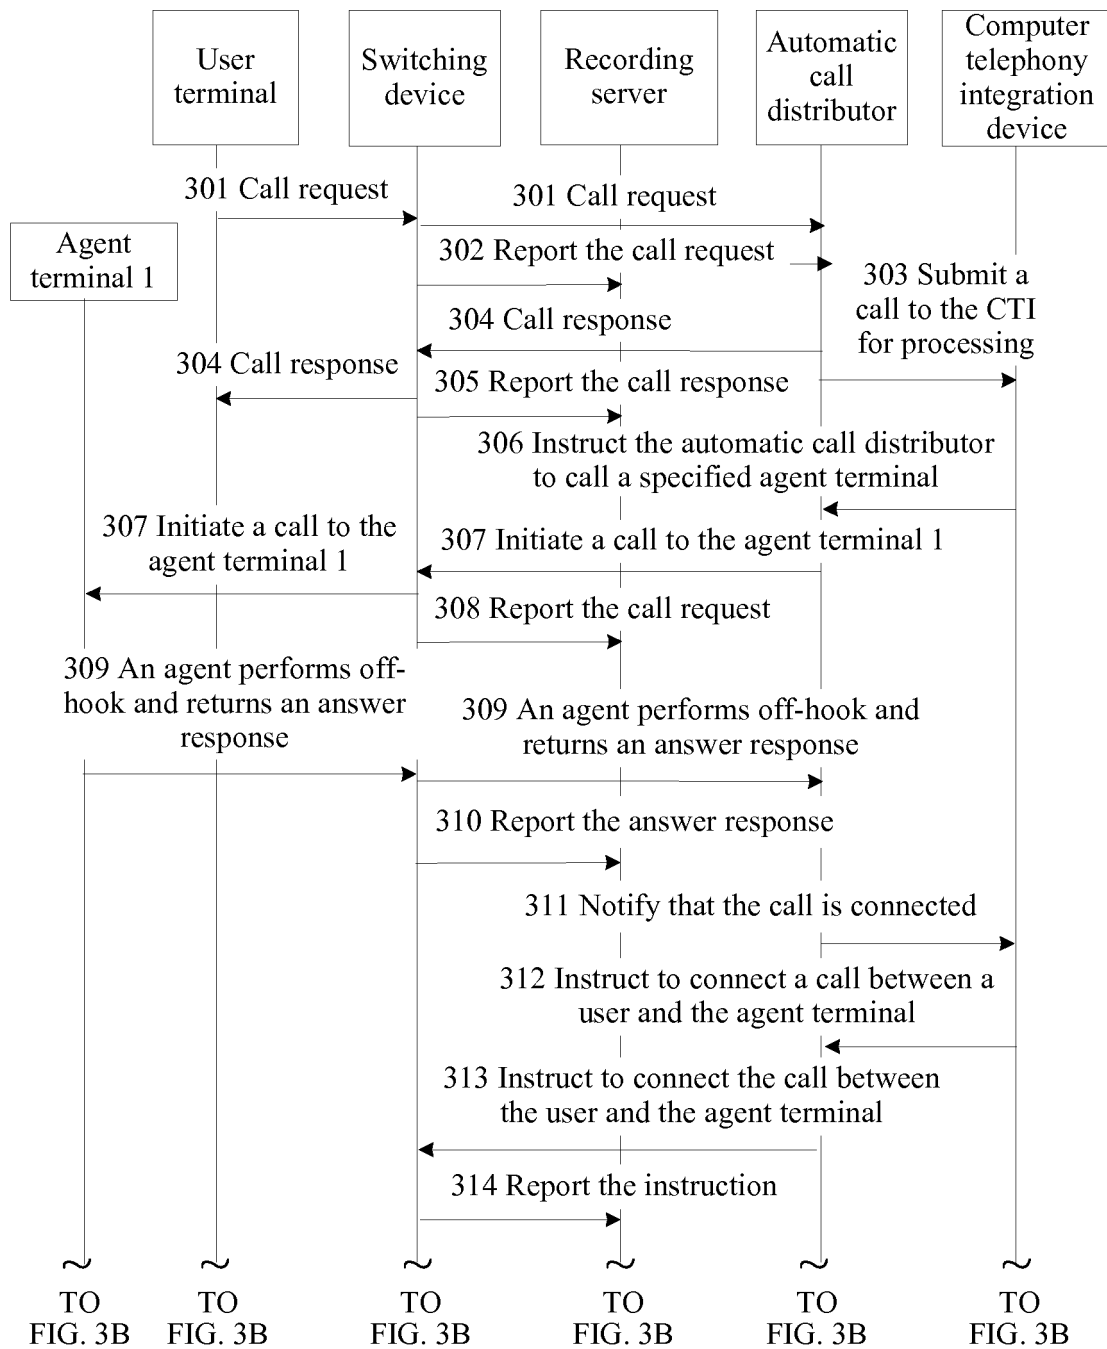 User
terminal
Switching
device
Recording
server
Automatic
call
distributor
Computer
telephony
integration
device
301 Call request
301 Call request
Agent
terminal 1
302 Report the call request
303 Submit a
call to the CTI
for processing
304 Call response
304 Call response
305 Report the call response
306 Instruct the automatic call distributor
to call a specified agent terminal
307 Initiate a call to the
agent terminal 1
307 Initiate a call to the agent terminal 1
308 Report the call request
309 An agent performs off-
hook and returns an answer
response
309 An agent performs off-hook and
returns an answer response
310 Report the answer response
311 Notify that the call is connected
312 Instruct to connect a call between a
user and the agent terminal
313 Instruct to connect the call between
the user and the agent terminal
314 Report the instruction
TO
FIG. 3B
TO
FIG. 3B
TO
FIG. 3B
TO
FIG. 3B
TO
FIG. 3B
TO
FIG. 3B